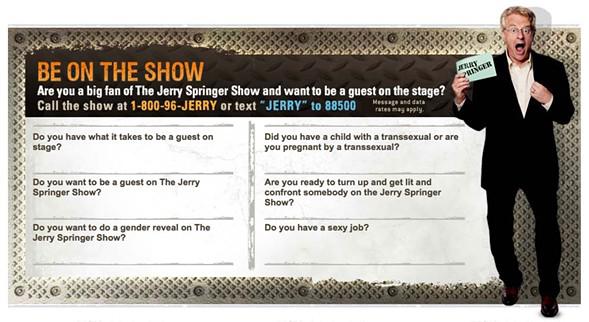 BE ON THE SHOW
Are you a big fan of The Jerry Springer Show and want to be a guest on the stage?
Call the show at 1-800-96-JERRY or text “JERRY” to 88500
Message and data
rates may apply.
JERRY
SPRINGER
Do you have what it takes to be a guest on
stage?
Do you want to be a guest on The Jerry
Springer Show?
Do you want to do a gender reveal on The
Jerry Springer Show?
Did you have a child with a transsexual or are
you pregnant by a transsexual?
Are you ready to turn up and get lit and
confront somebody on the Jerry Springer
Show?
Do you have a sexy job?